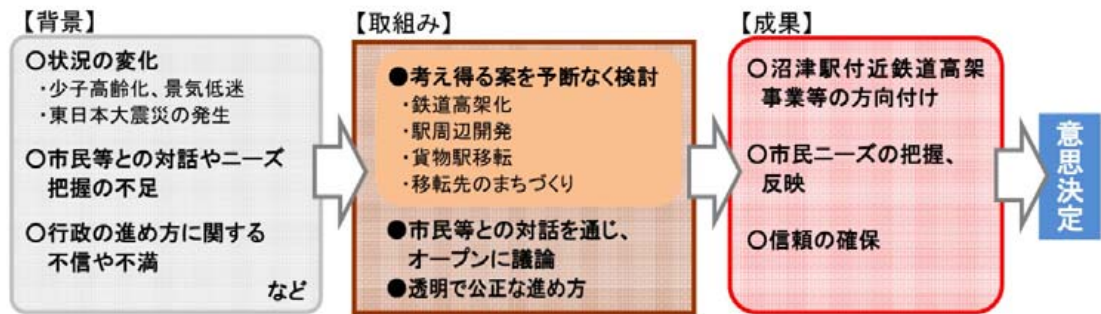 【背景】
○状況の変化
・少子高齢化、景気低迷
・東日本大震災の発生
○市民等との対話やニーズ
把握の不足
○行政の進め方に関する
不信や不満
など
【取組み】
●考え得る案を予断なく検討
・鉄道高架化
・駅周辺開発
・貨物駅移転
・移転先のまちづくり
●市民等との対話を通じ、
オープンに議論
●透明で公正な進め方
【成果】
○沼津駅付近鉄道高架
事業等の方向付け
○市民ニーズの把握、
反映
○信頼の確保
意思決定